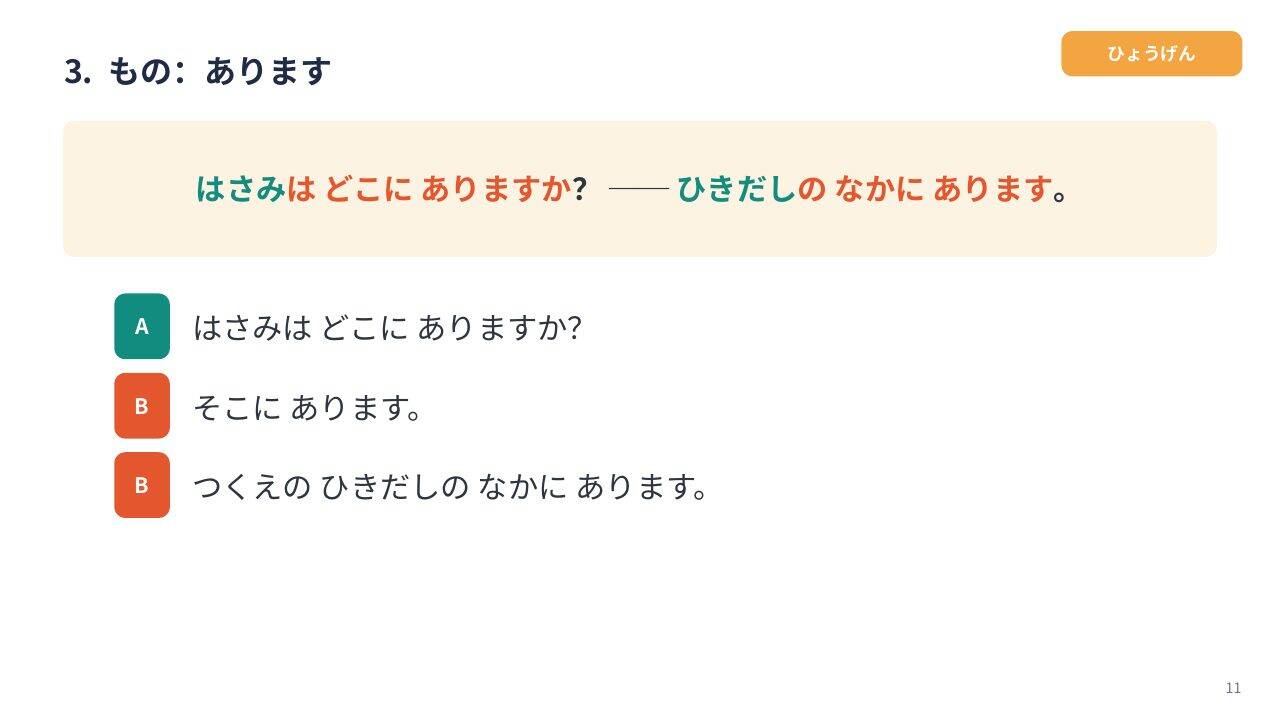 3. もの：あります
ひょうげん
はさみは どこに ありますか？ ── ひきだしの なかに あります。
A はさみは どこに ありますか？
B そこに あります。
B つくえの ひきだしの なかに あります。
11